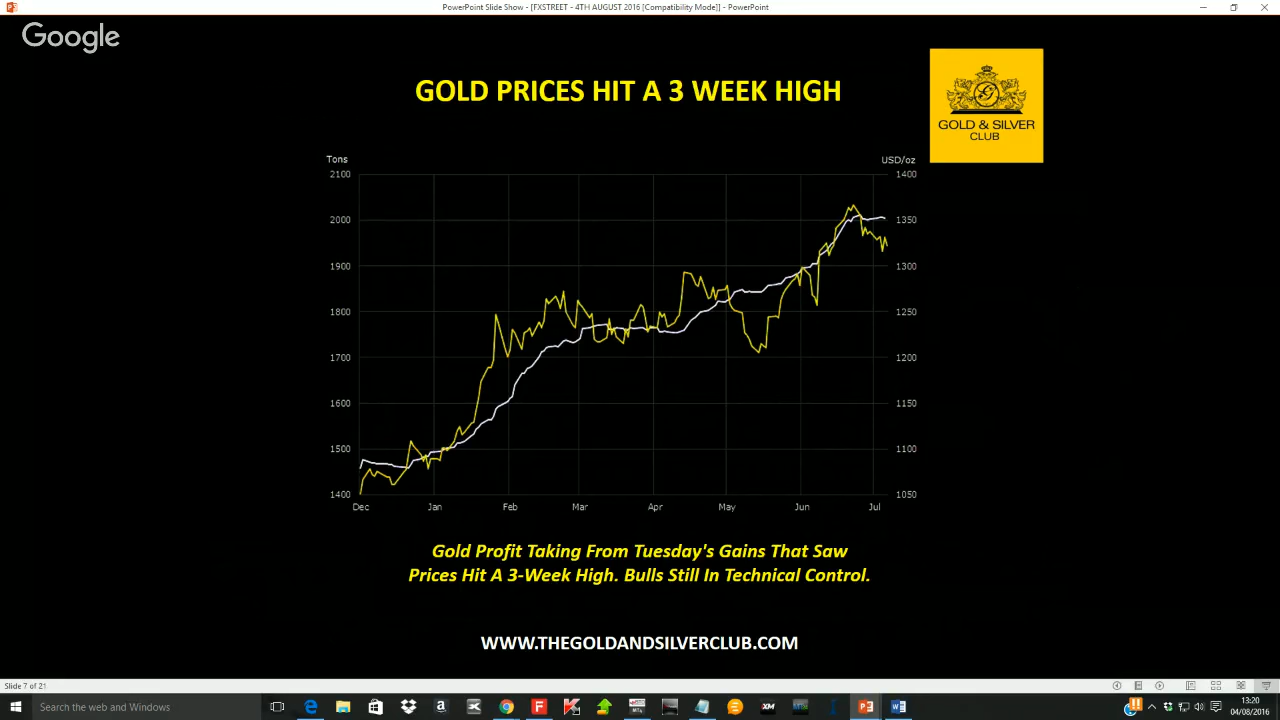 PowerPoint Slide Show - [FXSTREET - 4TH AUGUST 2016 [Compatibility Mode]] - PowerPoint
Google
GOLD PRICES HIT A 3 WEEK HIGH
G
GOLD & SILVER
CLUB
Tons
USD/oz
2100
1400
2000
1350
1900
1300
1800
1250
1700
1200
1600
1150
1500
1100
1400
1050
Dec Jan Feb Mar Apr May Jun Jul
Gold Profit Taking From Tuesday's Gains That Saw
Prices Hit A 3-Week High. Bulls Still In Technical Control.
WWW.THEGOLDANDSILVERCLUB.COM
Slide 7 of 21
Search the web and Windows
13:20
04/08/2016